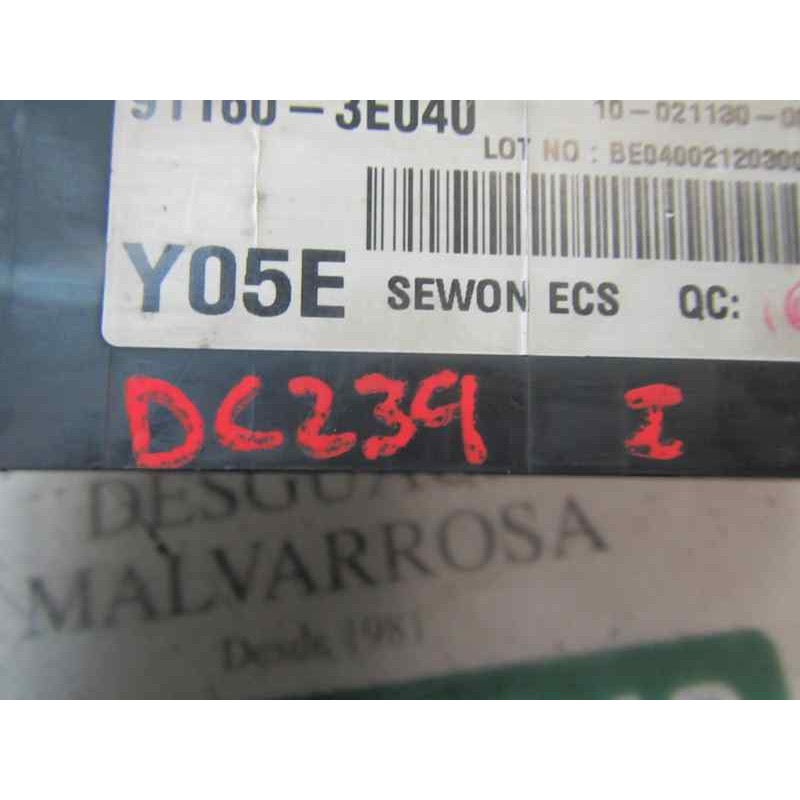 91160-3E040
10-021130-0
LOT NO : BE04002120300
Y05E SEWON ECS QC:
DC239 I
DESGUACE
MALVARROSA
Desde 1981